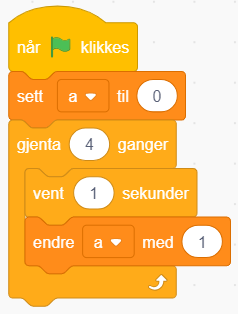 når klikkes
sett a til 0
gjenta 4 ganger
vent 1 sekunder
endre a med 1